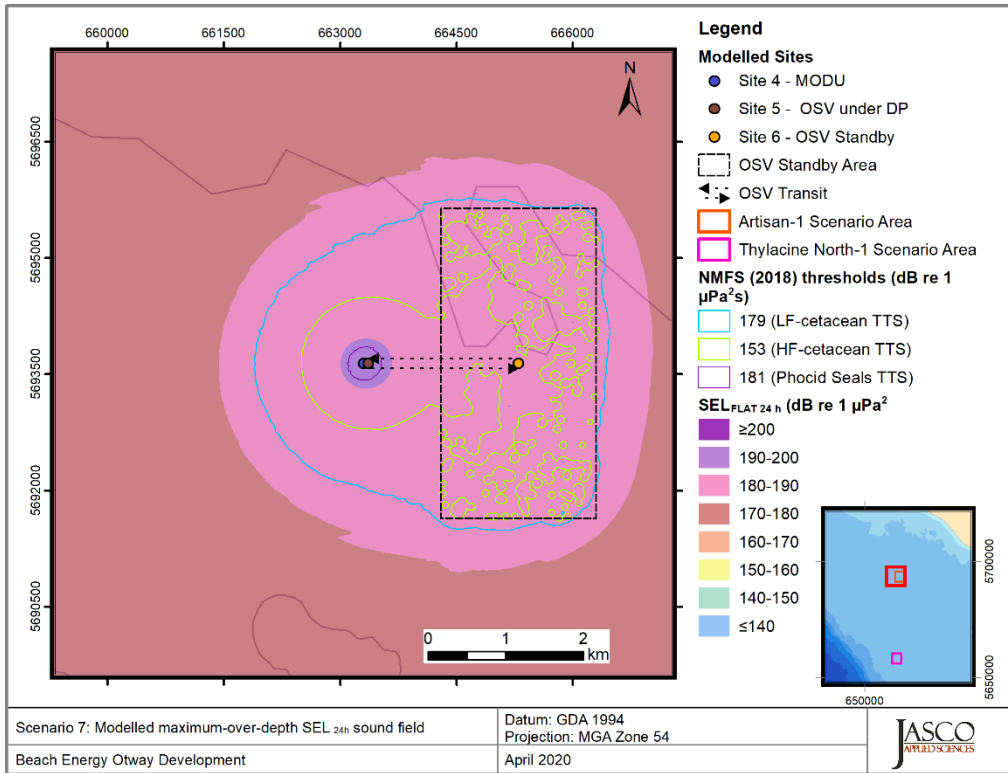 660000 661500 663000 664500 666000
5696500
5695000
5693500
5692000
5690500
N
0 1 2
km
Legend
Modelled Sites
Site 4 - MODU
Site 5 - OSV under DP
Site 6 - OSV Standby
OSV Standby Area
OSV Transit
Artisan-1 Scenario Area
Thylacine North-1 Scenario Area
NMFS (2018) thresholds (dB re 1
µPa²s)
179 (LF-cetacean TTS)
153 (HF-cetacean TTS)
181 (Phocid Seals TTS)
SELFLAT 24 h (dB re 1 µPa²
≥200
190-200
180-190
170-180
160-170
150-160
140-150
≤140
5700000
5650000
650000
Scenario 7: Modelled maximum-over-depth SEL 24h sound field
Datum: GDA 1994
Projection: MGA Zone 54
Beach Energy Otway Development
April 2020
JASCO
APPLIED SCIENCES